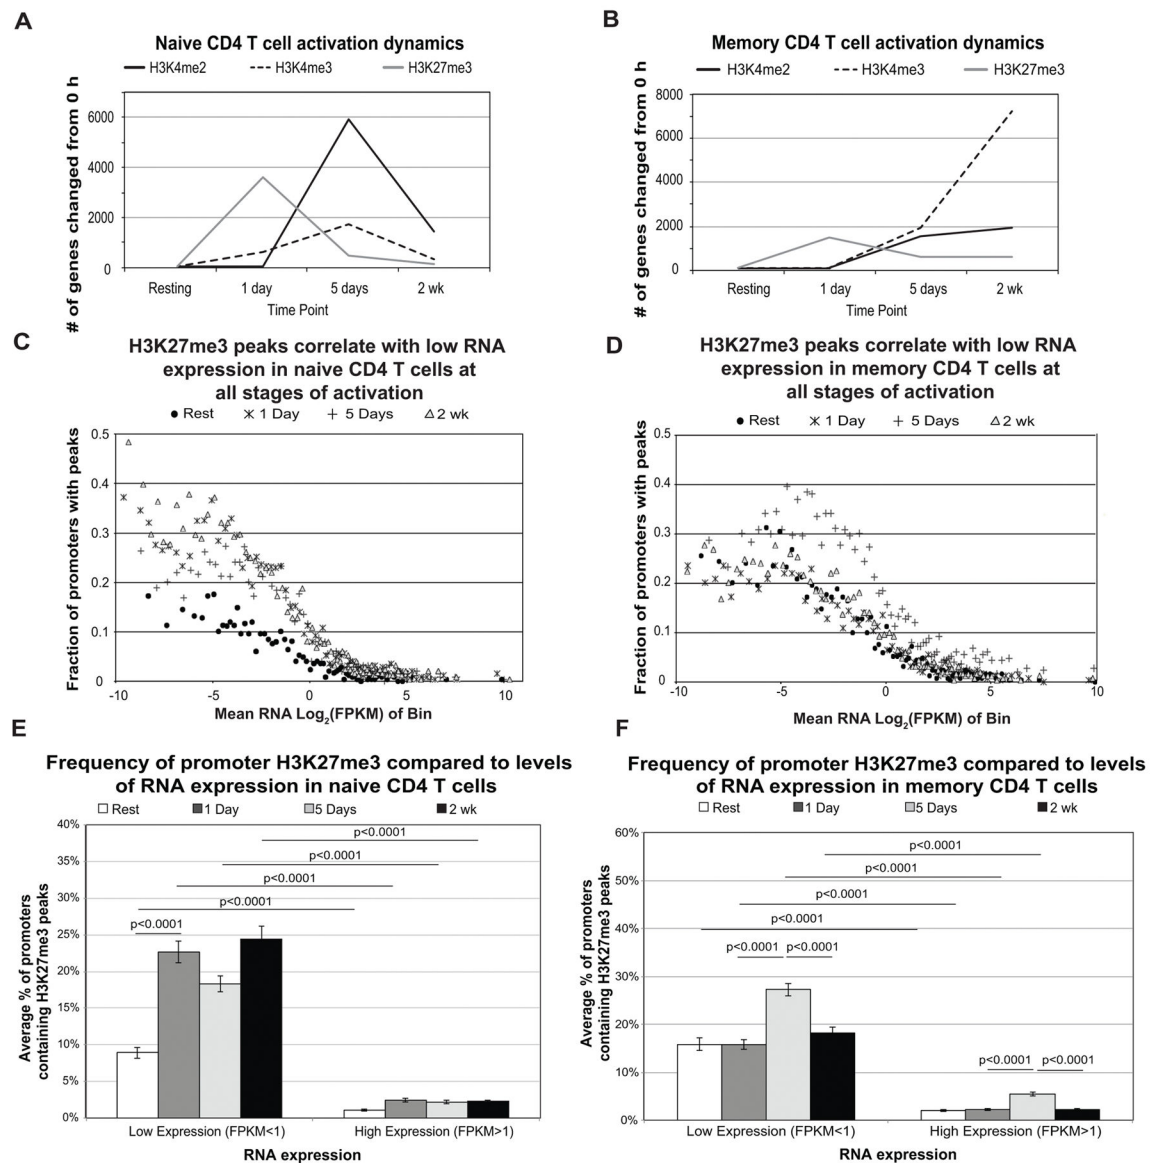 A
Naive CD4 T cell activation dynamics
H3K4me2 H3K4me3 H3K27me3
# of genes changed from 0 h
6000
4000
2000
0
Resting 1 day 5 days 2 wk
Time Point
B
Memory CD4 T cell activation dynamics
H3K4me2 H3K4me3 H3K27me3
# of genes changed from 0 h
8000
6000
4000
2000
0
Resting 1 day 5 days 2 wk
Time Point
C
H3K27me3 peaks correlate with low RNA
expression in naive CD4 T cells at
all stages of activation
Rest 1 Day 5 Days 2 wk
Fraction of promoters with peaks
0.5
0.4
0.3
0.2
0.1
0
-10 -5 0 5 10
Mean RNA Log2(FPKM) of Bin
D
H3K27me3 peaks correlate with low RNA
expression in memory CD4 T cells at
all stages of activation
Rest 1 Day 5 Days 2 wk
Fraction of promoters with peaks
0.5
0.4
0.3
0.2
0.1
0
-10 -5 0 5 10
Mean RNA Log2(FPKM) of Bin
E
Frequency of promoter H3K27me3 compared to levels
of RNA expression in naive CD4 T cells
Rest 1 Day 5 Days 2 wk
Average % of promoters
containing H3K27me3 peaks
40%
35%
30%
25%
20%
15%
10%
5%
0%
p<0.0001
p<0.0001
p<0.0001
p<0.0001
p<0.0001
Low Expression (FPKM<1) High Expression (FPKM>1)
RNA expression
F
Frequency of promoter H3K27me3 compared to levels
of RNA expression in memory CD4 T cells
Rest 1 Day 5 Days 2 wk
Average % of promoters
containing H3K27me3 peaks
60%
50%
40%
30%
20%
10%
0%
p<0.0001
p<0.0001
p<0.0001
p<0.0001
p<0.0001 p<0.0001
p<0.0001 p<0.0001
Low Expression (FPKM<1) High Expression (FPKM>1)
RNA expression